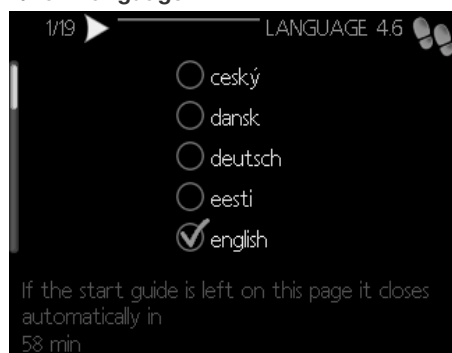 1/19 LANGUAGE 4.6
ceský
dansk
deutsch
eesti
english
If the start guide is left on this page it closes
automatically in
58 min